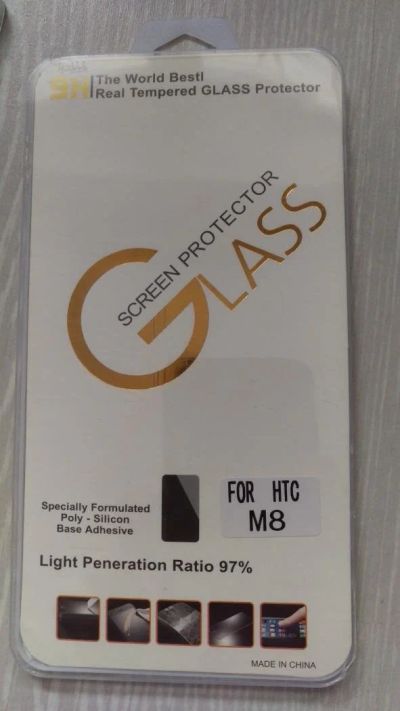 9H
The World Bestl
Real Tempered GLASS Protector
SCREEN PROTECTOR
GLASS
Specially Formulated
Poly - Silicon
Base Adhesive
FOR HTC
M8
Light Peneration Ratio 97%
MADE IN CHINA